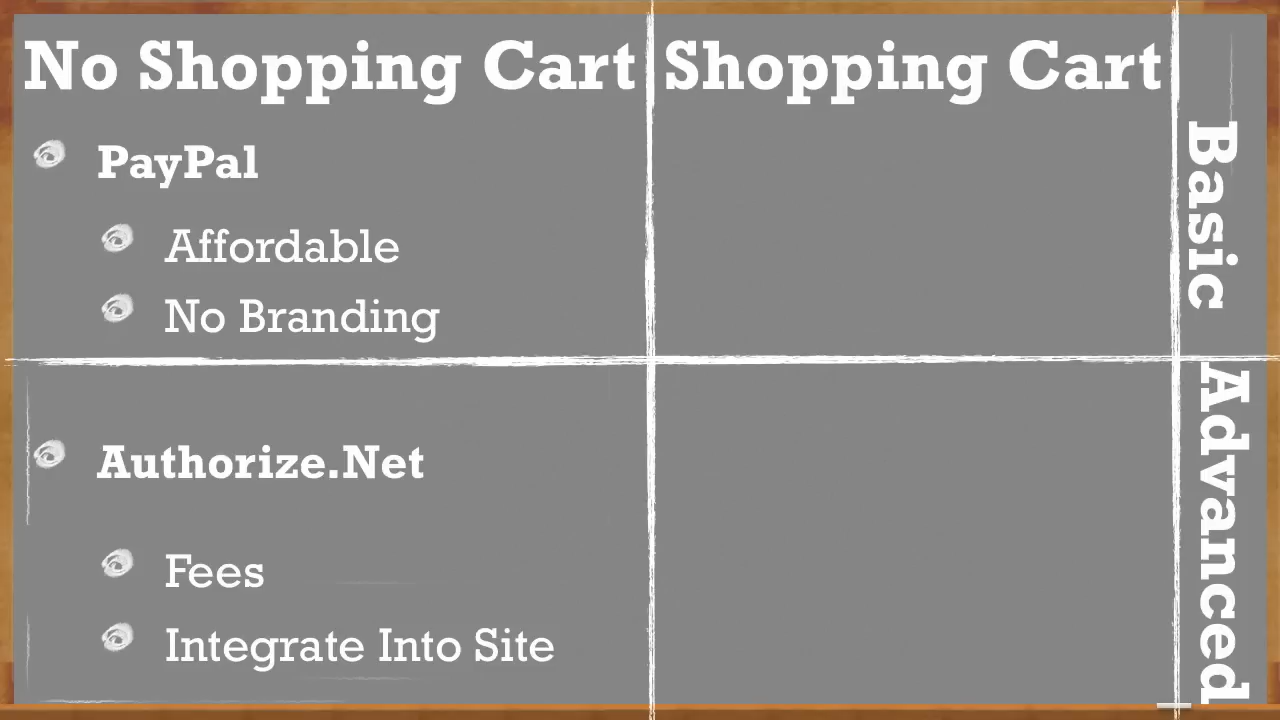 No Shopping Cart
Shopping Cart
PayPal
Affordable
No Branding
Basic
Authorize.Net
Fees
Integrate Into Site
Advanced